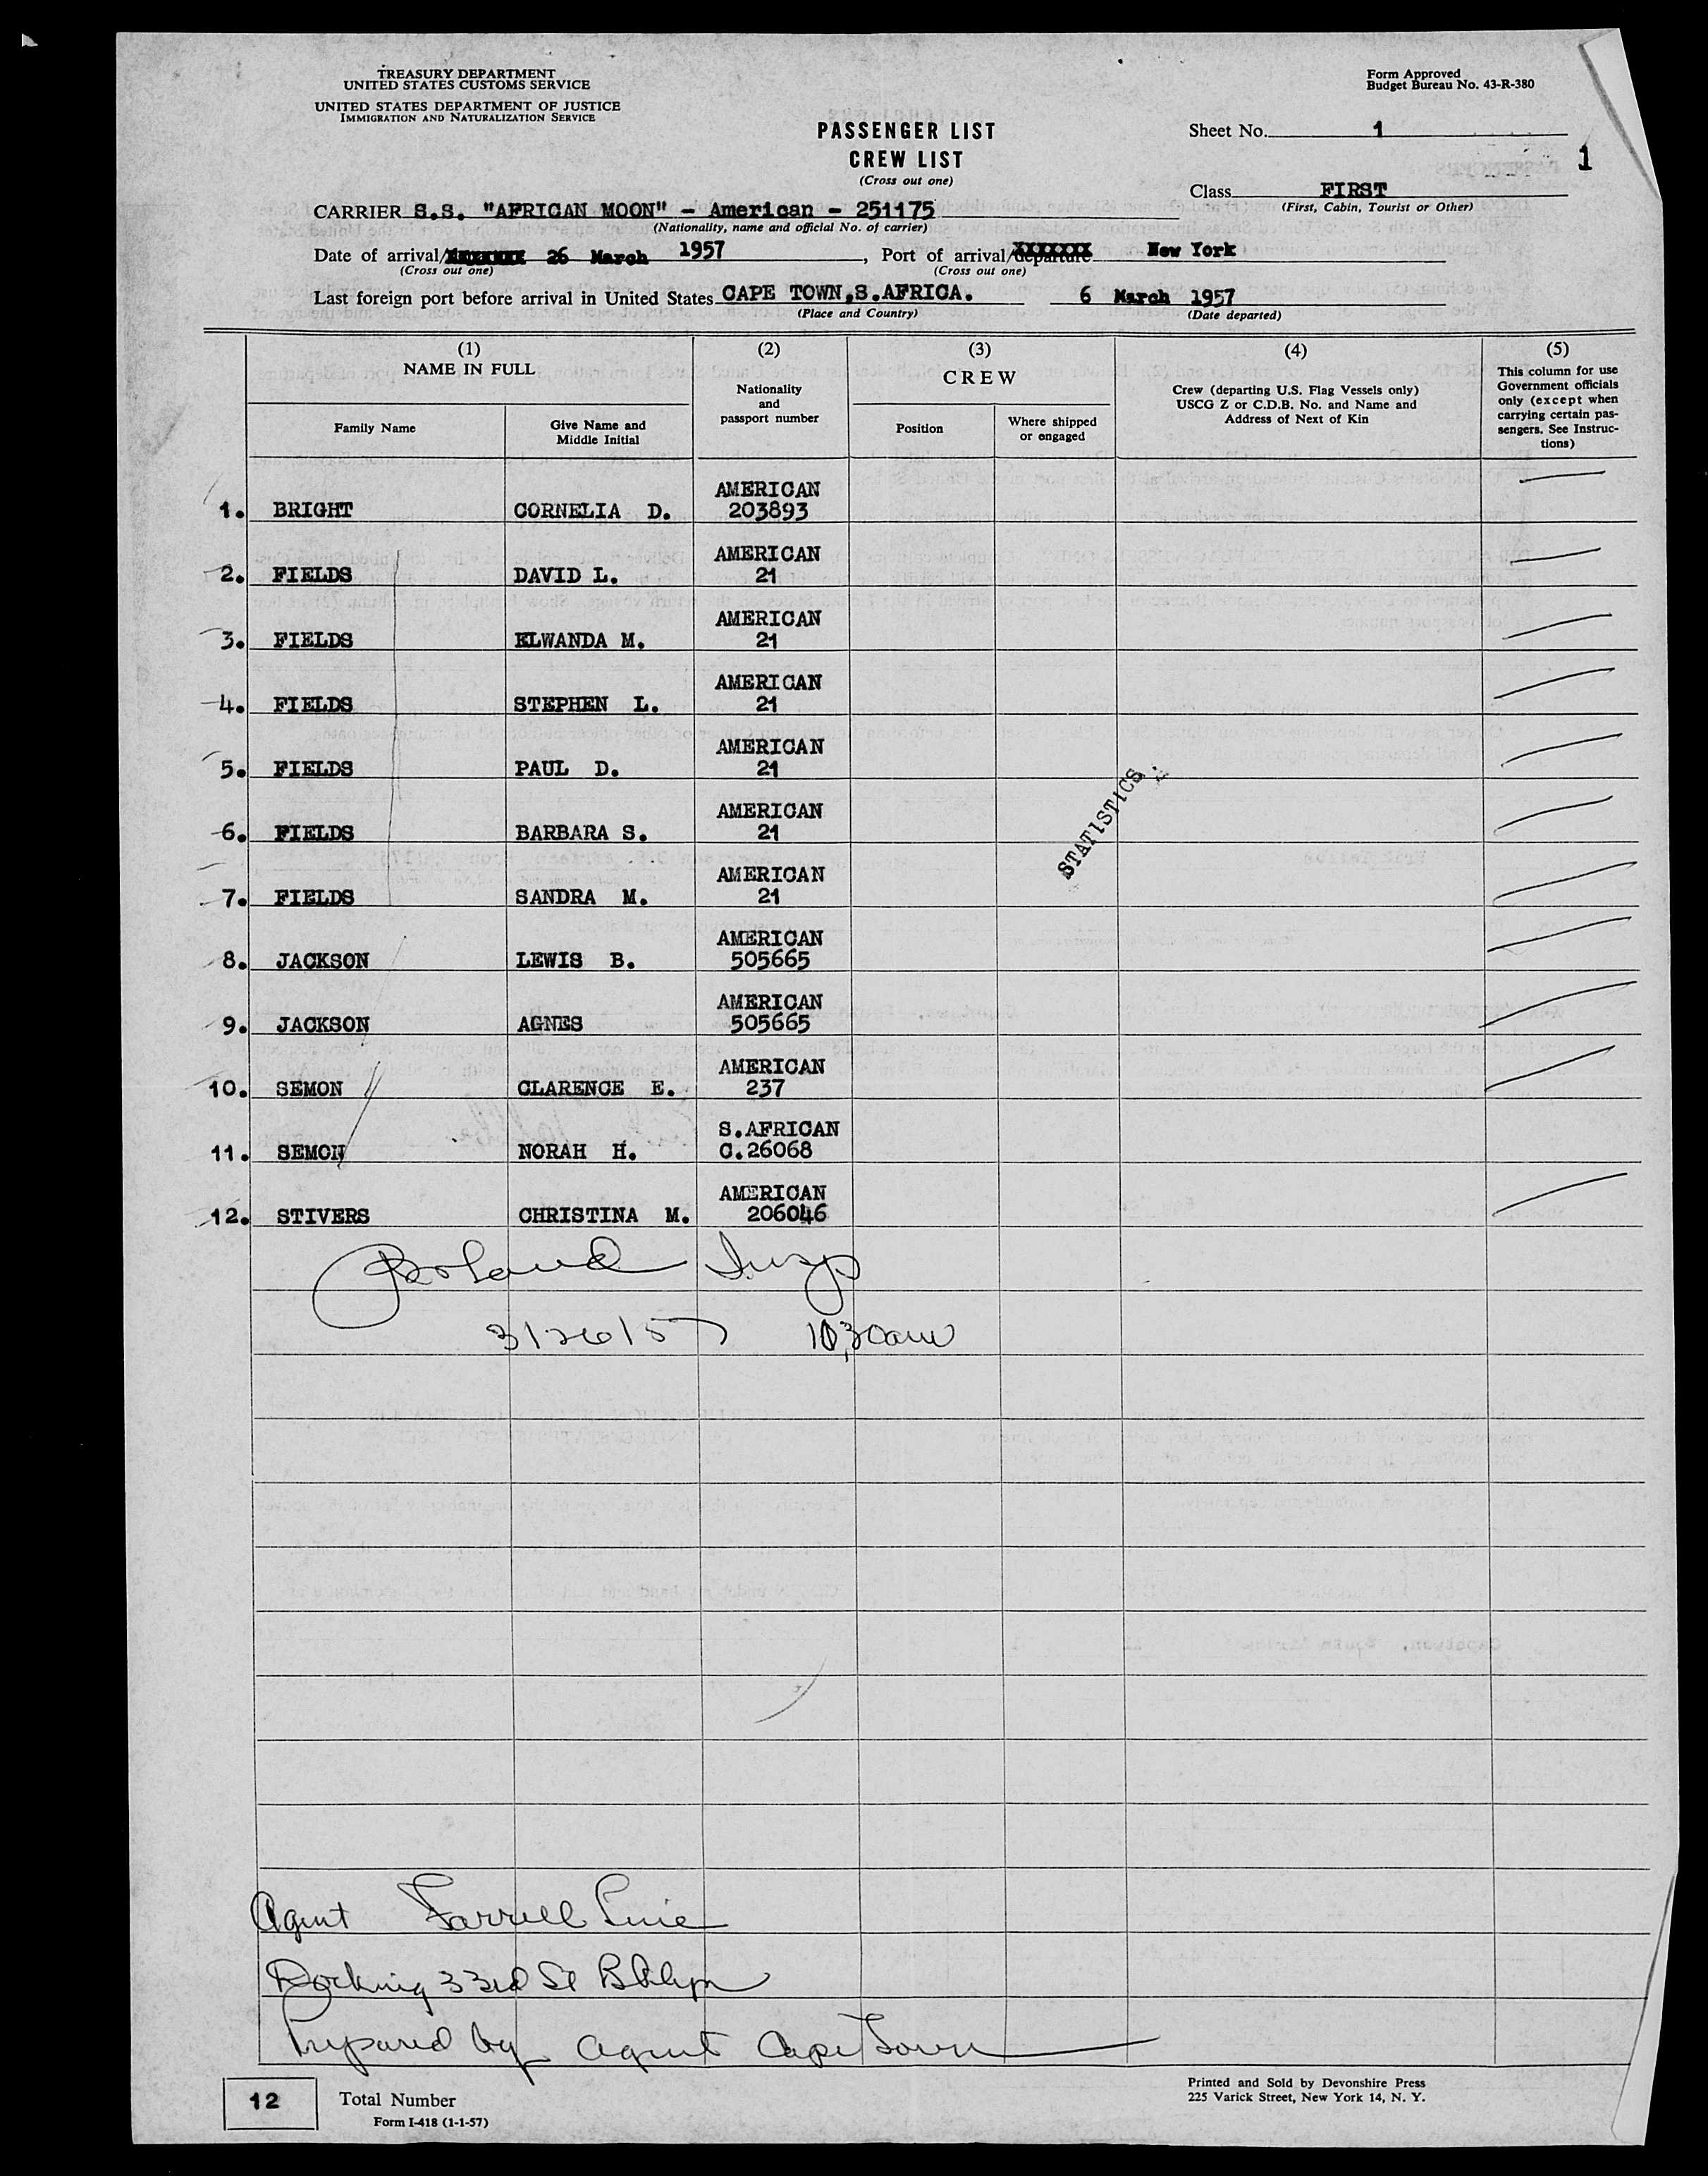 TREASURY DEPARTMENT
UNITED STATES CUSTOMS SERVICE
UNITED STATES DEPARTMENT OF JUSTICE
IMMIGRATION AND NATURALIZATION SERVICE
Form Approved
Budget Bureau No. 43-R-380
PASSENGER LIST
CREW LIST
(Cross out one)
Sheet No. 1
1
Class FIRST
(First, Cabin, Tourist or Other)
CARRIER S.S. "AFRICAN MOON" - American - 251175
(Nationality, name and official No. of carrier)
Date of arrival/XXXXXXX 26 March 1957, Port of arrival/departure XXXXXXX New York
(Cross out one) (Cross out one)
Last foreign port before arrival in United States CAPE TOWN, S.AFRICA. 6 March 1957
(Place and Country) (Date departed)
(1) (2) (3) (4) (5)
NAME IN FULL
Family Name
Give Name and
Middle Initial
Nationality
and
passport number
CREW
Position
Where shipped
or engaged
Crew (departing U.S. Flag Vessels only)
USCG Z or C.D.B. No. and Name and
Address of Next of Kin
This column for use
Government officials
only (except when
carrying certain pas-
sengers. See Instruc-
tions)
AMERICAN
1. BRIGHT CORNELIA D. 203893
AMERICAN
2. FIELDS DAVID L. 21
AMERICAN
3. FIELDS ELWANDA M. 21
AMERICAN
4. FIELDS STEPHEN L. 21
AMERICAN
5. FIELDS PAUL D. 21
AMERICAN
6. FIELDS BARBARA S. 21
AMERICAN
7. FIELDS SANDRA M. 21
STATISTICS
AMERICAN
8. JACKSON LEWIS B. 505665
AMERICAN
9. JACKSON AGNES 505665
AMERICAN
10. SEMON CLARENCE E. 237
S.AFRICAN
11. SEMON NORAH H. C.26068
AMERICAN
12. STIVERS CHRISTINA M. 206046
3/26/57 10,30am
Agent Farrell Line
Docking 33rd St Bklyn
Prepared by Agent Cape Town
12
Total Number
Form I-418 (1-1-57)
Printed and Sold by Devonshire Press
225 Varick Street, New York 14, N. Y.